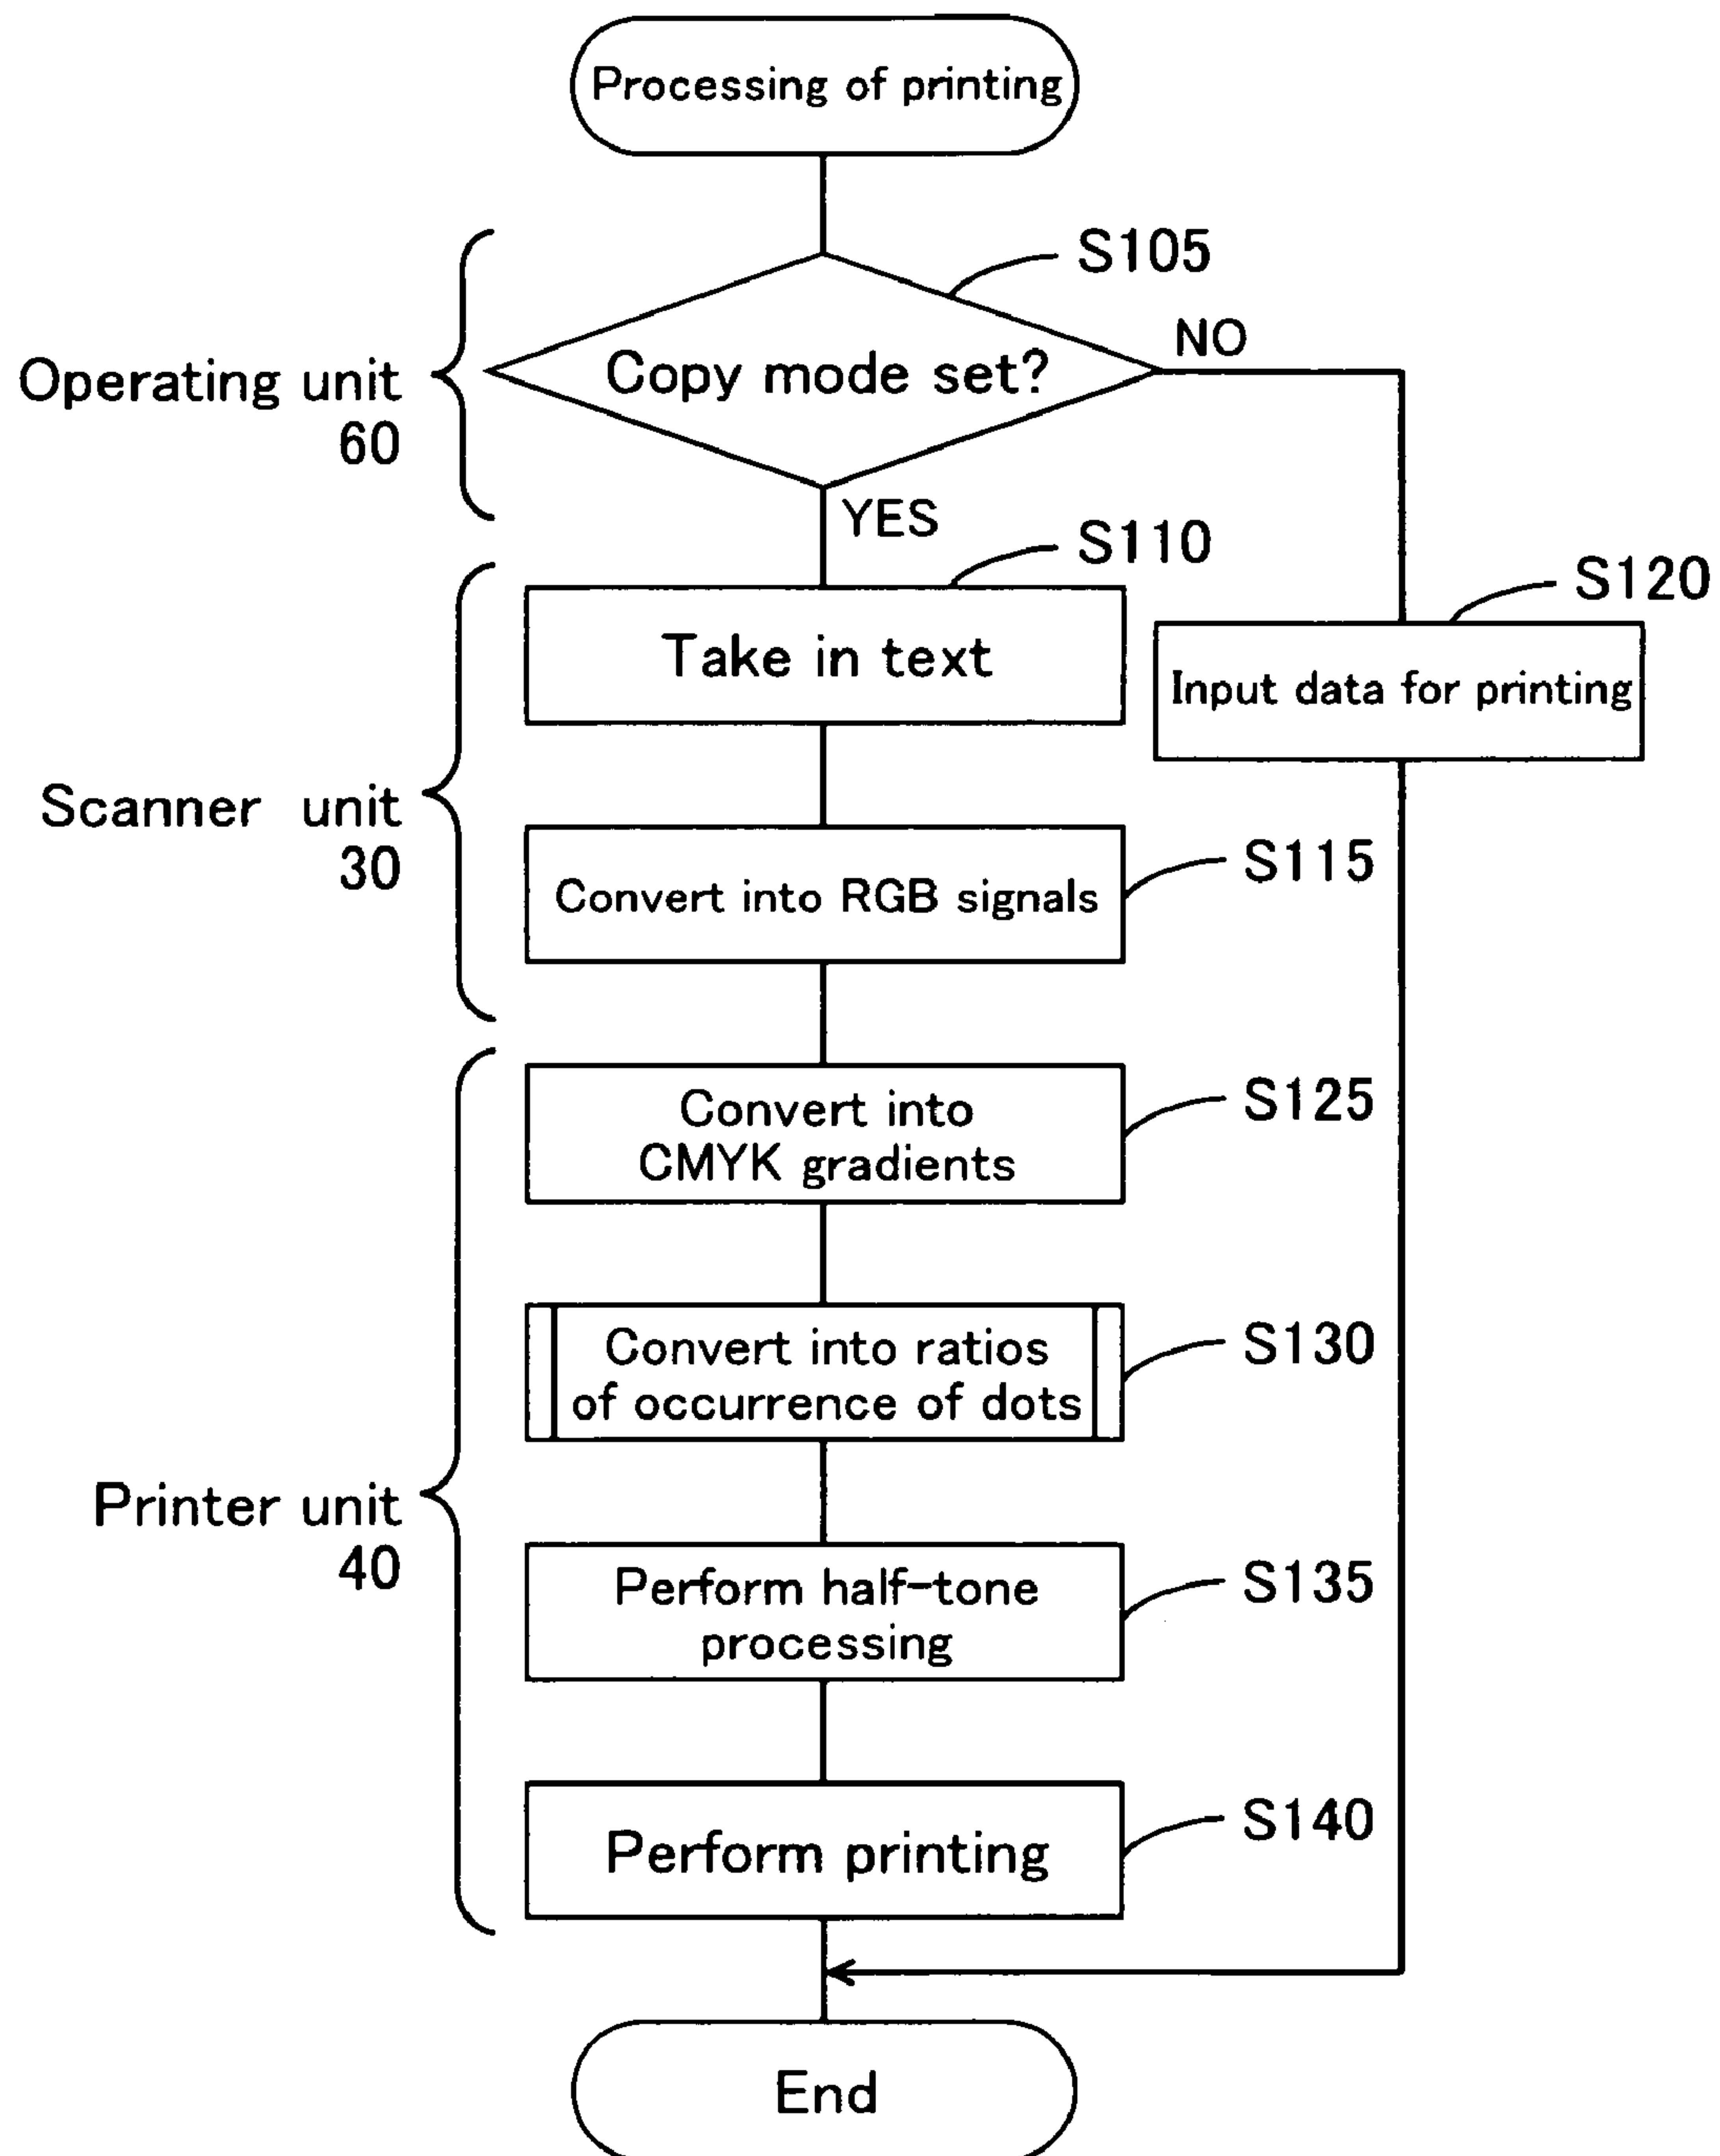 Processing of printing
S105
NO
Copy mode set?
Operating unit
60
YES
S110
S120
Take in text
Input data for printing
Scanner unit
30
S115
Convert into RGB signals
S125
Convert into
CMYK gradients
S130
Convert into ratios
of occurrence of dots
Printer unit
40
S135
Perform half-tone
processing
S140
Perform printing
End